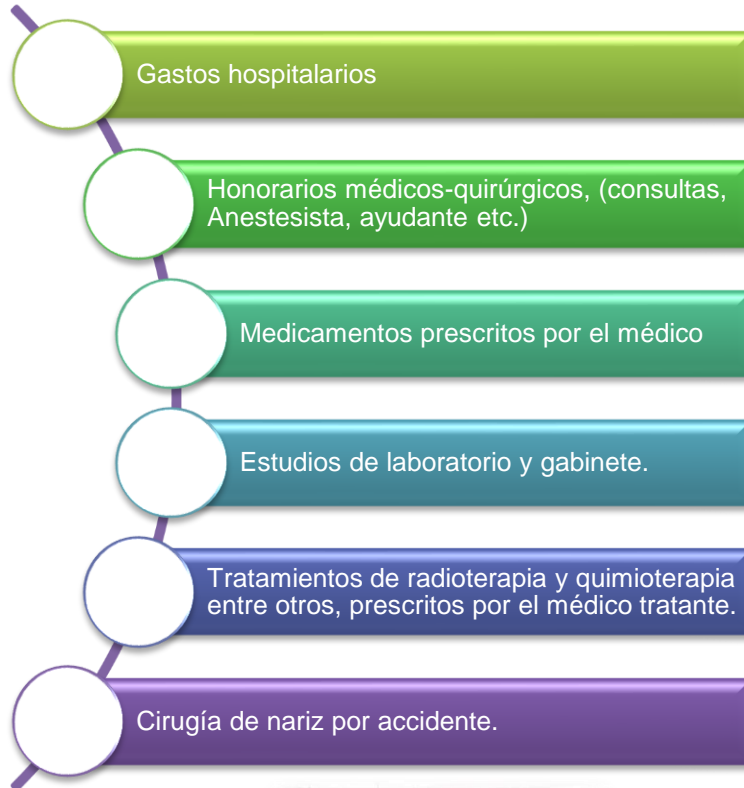 Gastos hospitalarios
Honorarios médicos-quirúrgicos, (consultas,
Anestesista, ayudante etc.)
Medicamentos prescritos por el médico
Estudios de laboratorio y gabinete.
Tratamientos de radioterapia y quimioterapia
entre otros, prescritos por el médico tratante.
Cirugía de nariz por accidente.